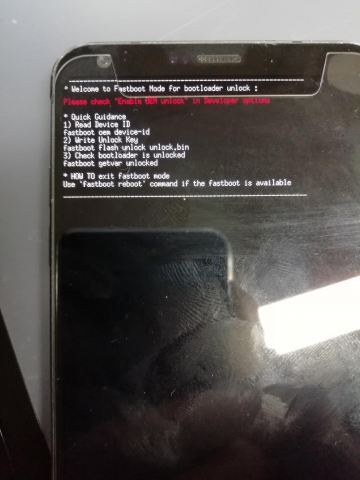 * Welcome to Fastboot Mode for bootloader unlock :
Please check "Enable OEM unlock" in Developer options
* Quick Guidance
1) Read Device ID
fastboot oem device-id
2) Write Unlock Key
fastboot flash unlock unlock.bin
3) Check bootloader is unlocked
fastboot getvar unlocked
* HOW TO exit fastboot mode
Use 'fastboot reboot' command if the fastboot is available